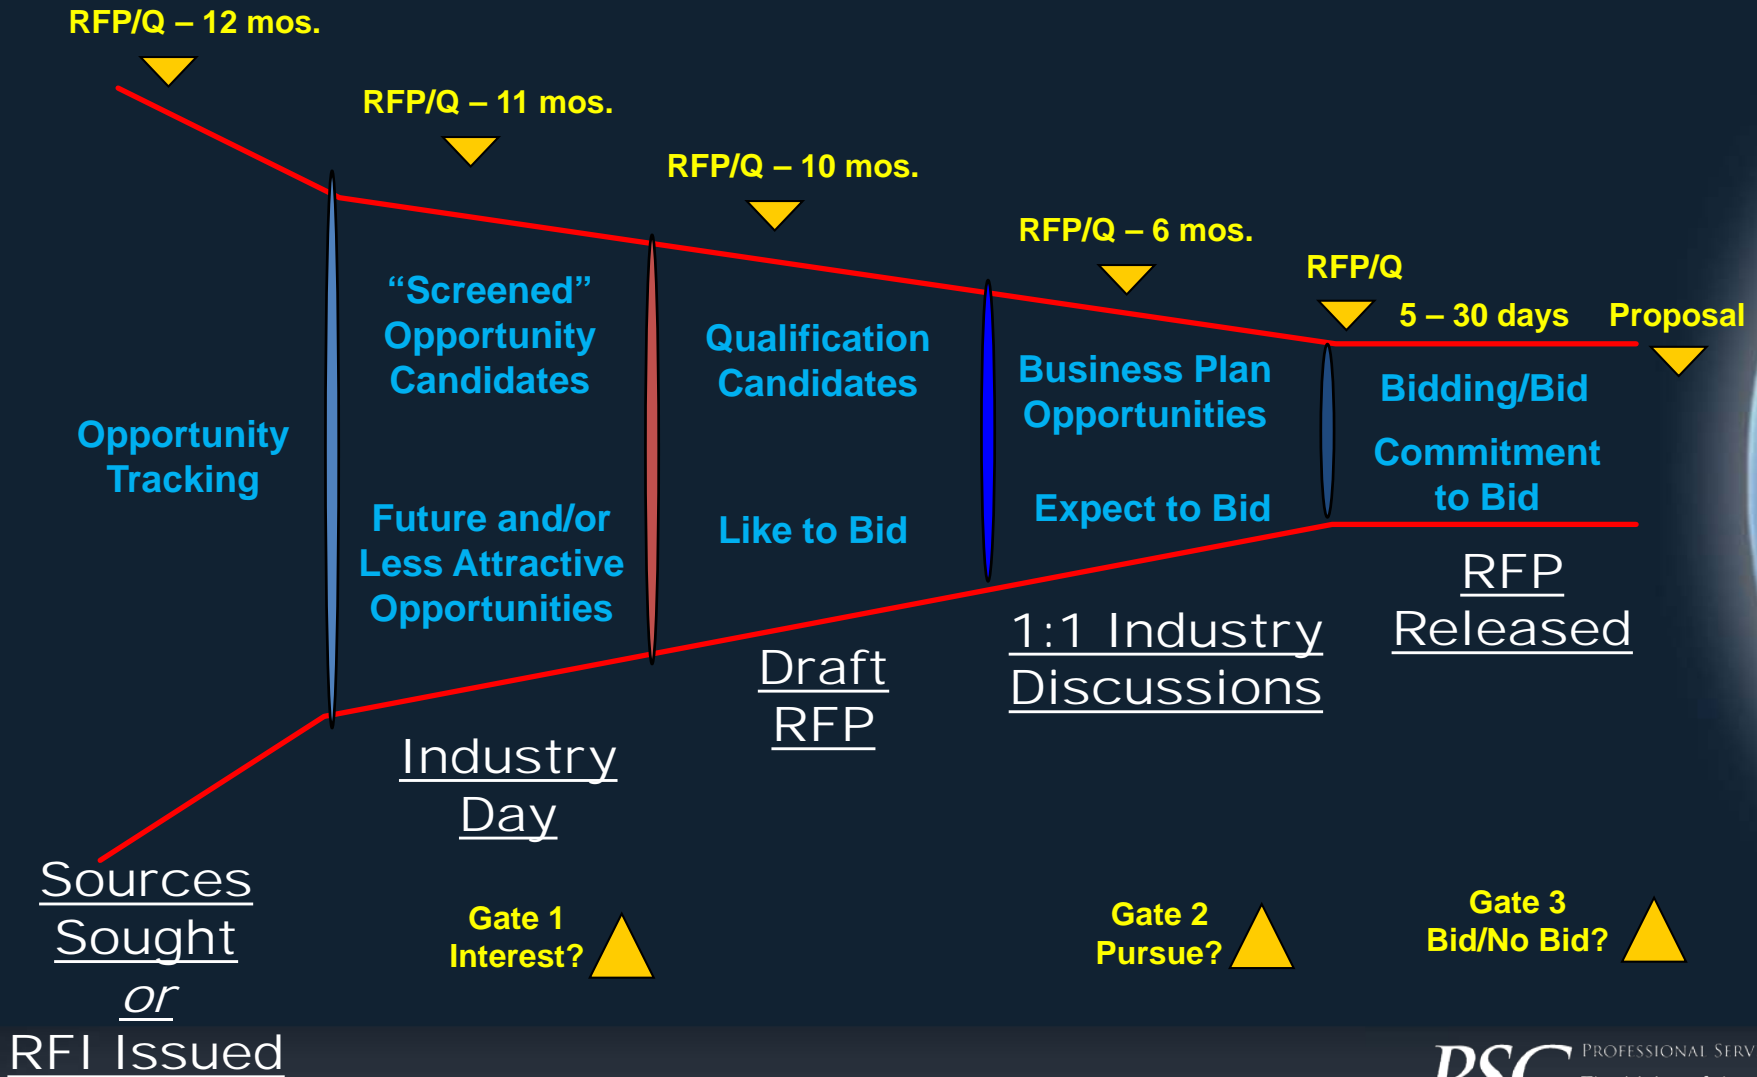 RFP/Q – 12 mos.
RFP/Q – 11 mos.
RFP/Q – 10 mos.
RFP/Q – 6 mos.
RFP/Q
5 – 30 days
Proposal
Opportunity
Tracking
“Screened”
Opportunity
Candidates
Future and/or
Less Attractive
Opportunities
Qualification
Candidates
Like to Bid
Business Plan
Opportunities
Expect to Bid
Bidding/Bid
Commitment
to Bid
Sources
Sought
or
RFI Issued
Industry
Day
Draft
RFP
1:1 Industry
Discussions
RFP
Released
Gate 1
Interest?
Gate 2
Pursue?
Gate 3
Bid/No Bid?
PSC
PROFESSIONAL SERV